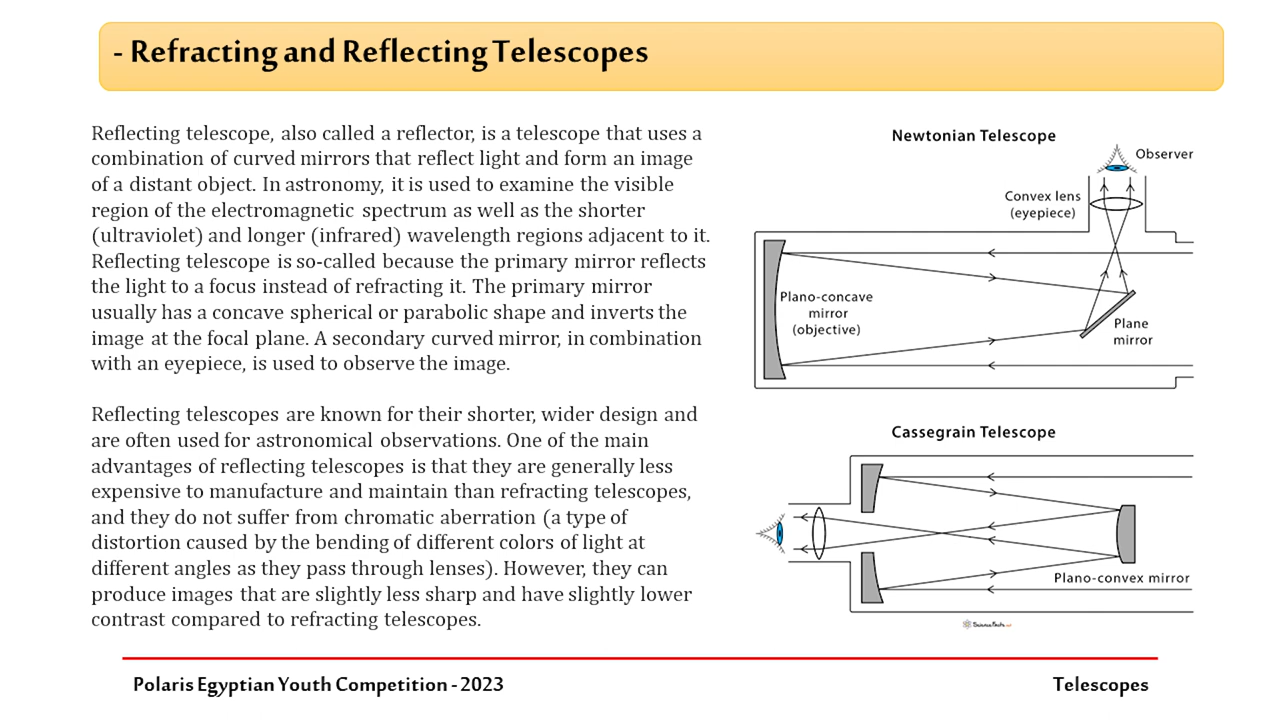 - Refracting and Reflecting Telescopes
Reflecting telescope, also called a reflector, is a telescope that uses a
combination of curved mirrors that reflect light and form an image
of a distant object. In astronomy, it is used to examine the visible
region of the electromagnetic spectrum as well as the shorter
(ultraviolet) and longer (infrared) wavelength regions adjacent to it.
Reflecting telescope is so-called because the primary mirror reflects
the light to a focus instead of refracting it. The primary mirror
usually has a concave spherical or parabolic shape and inverts the
image at the focal plane. A secondary curved mirror, in combination
with an eyepiece, is used to observe the image.
Reflecting telescopes are known for their shorter, wider design and
are often used for astronomical observations. One of the main
advantages of reflecting telescopes is that they are generally less
expensive to manufacture and maintain than refracting telescopes,
and they do not suffer from chromatic aberration (a type of
distortion caused by the bending of different colors of light at
different angles as they pass through lenses). However, they can
produce images that are slightly less sharp and have slightly lower
contrast compared to refracting telescopes.
Newtonian Telescope
Observer
Convex lens
(eyepiece)
Plano-concave
mirror
(objective)
Plane
mirror
Cassegrain Telescope
Plano-convex mirror
Polaris Egyptian Youth Competition - 2023
Telescopes